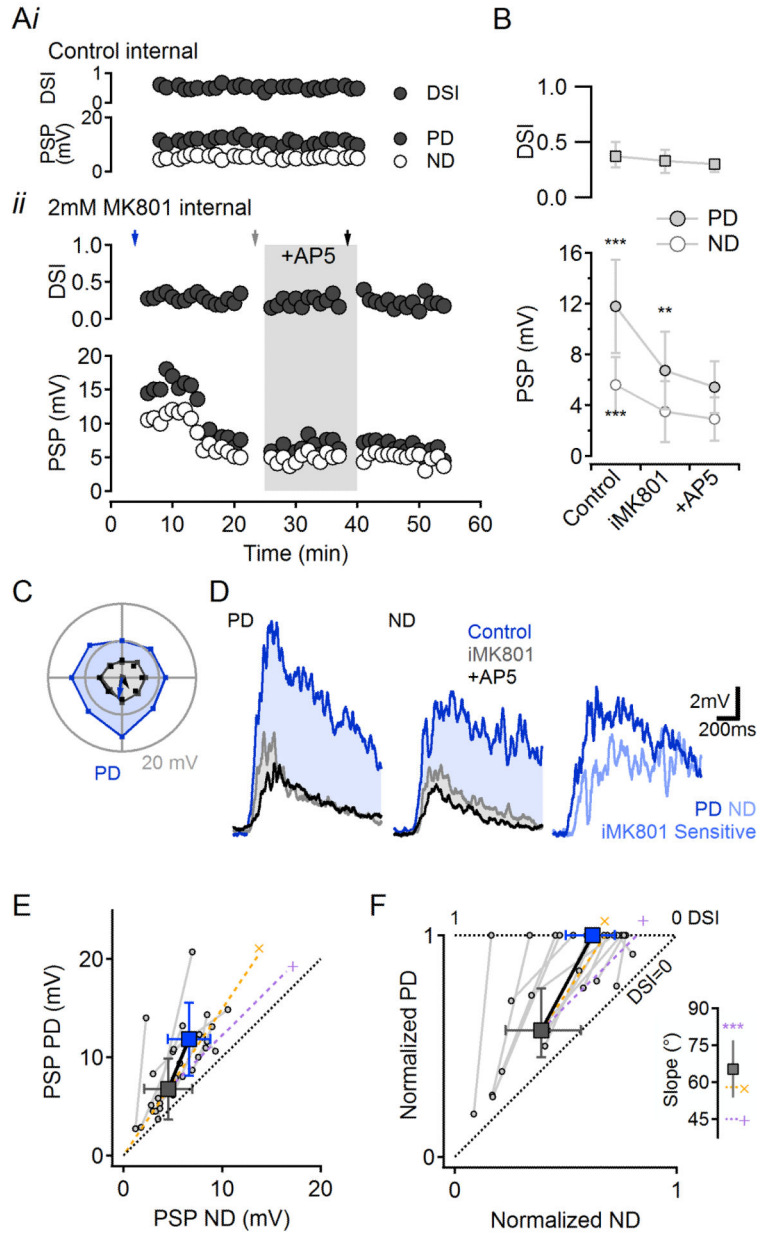 Ai
Control internal
DSI
1
0
DSI
PSP
(mV)
20
0
PD
ND
ii
2mM MK801 internal
+AP5
DSI
1.0
0.5
0.0
PSP (mV)
20
15
10
5
0
0 10 20 30 40 50 60
Time (min)
B
DSI
1.0
0.5
0.0
PD
ND
PSP (mV)
16
12
8
4
0
***
**
***
Control
iMK801
+AP5
C
PD
20 mV
D
PD
ND
Control
iMK801
+AP5
2mV
200ms
PD ND
iMK801 Sensitive
E
PSP PD (mV)
20
10
0
0 10 20
PSP ND (mV)
F
1
0 DSI
DSI=0
Normalized PD
1
0
0 1
Normalized ND
Slope (°)
90
75
60
45
***